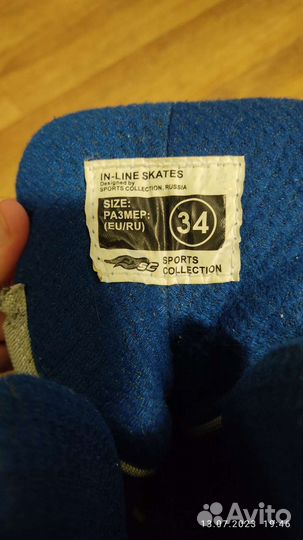 IN-LINE SKATES
Designed by
SPORTS COLLECTION, RUSSIA
SIZE:
РАЗМЕР:
(EU/RU)
34
SC SPORTS
COLLECTION
Avito
13.07.2023 19:46